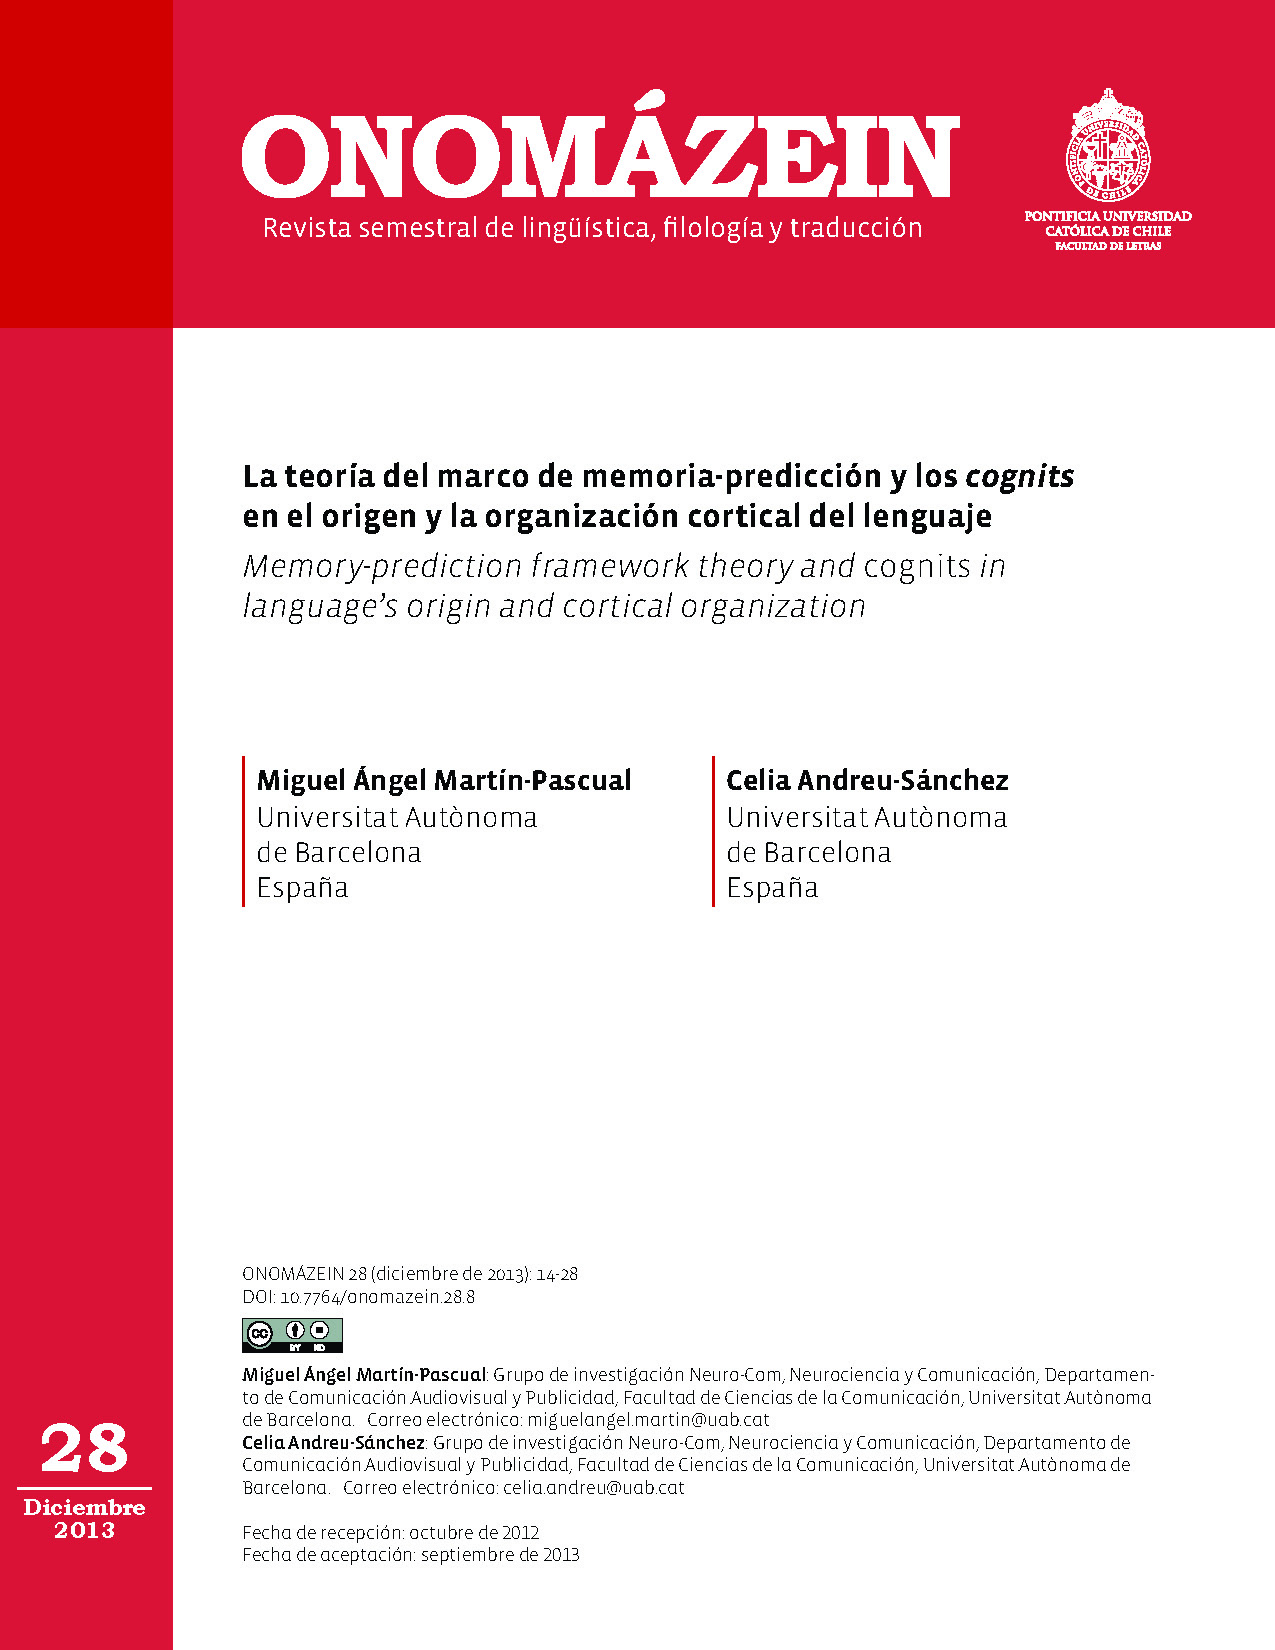 ONOMÁZEIN
Revista semestral de lingüística, filología y traducción
PONTIFICIA UNIVERSIDAD CATÓLICA DE CHILE
PONTIFICIA UNIVERSIDAD
CATÓLICA DE CHILE
FACULTAD DE LETRAS
La teoría del marco de memoria-predicción y los cognits
en el origen y la organización cortical del lenguaje
Memory-prediction framework theory and cognits in
language’s origin and cortical organization
Miguel Ángel Martín-Pascual
Universitat Autònoma
de Barcelona
España
Celia Andreu-Sánchez
Universitat Autònoma
de Barcelona
España
ONOMÁZEIN 28 (diciembre de 2013): 14-28
DOI: 10.7764/onomazein.28.8
cc
BY ND
Miguel Ángel Martín-Pascual: Grupo de investigación Neuro-Com, Neurociencia y Comunicación, Departamen-
to de Comunicación Audiovisual y Publicidad, Facultad de Ciencias de la Comunicación, Universitat Autònoma
de Barcelona. Correo electrónico: miguelangel.martin@uab.cat
Celia Andreu-Sánchez: Grupo de investigación Neuro-Com, Neurociencia y Comunicación, Departamento de
Comunicación Audiovisual y Publicidad, Facultad de Ciencias de la Comunicación, Universitat Autònoma de
Barcelona. Correo electrónico: celia.andreu@uab.cat
Fecha de recepción: octubre de 2012
Fecha de aceptación: septiembre de 2013
28
Diciembre
2013